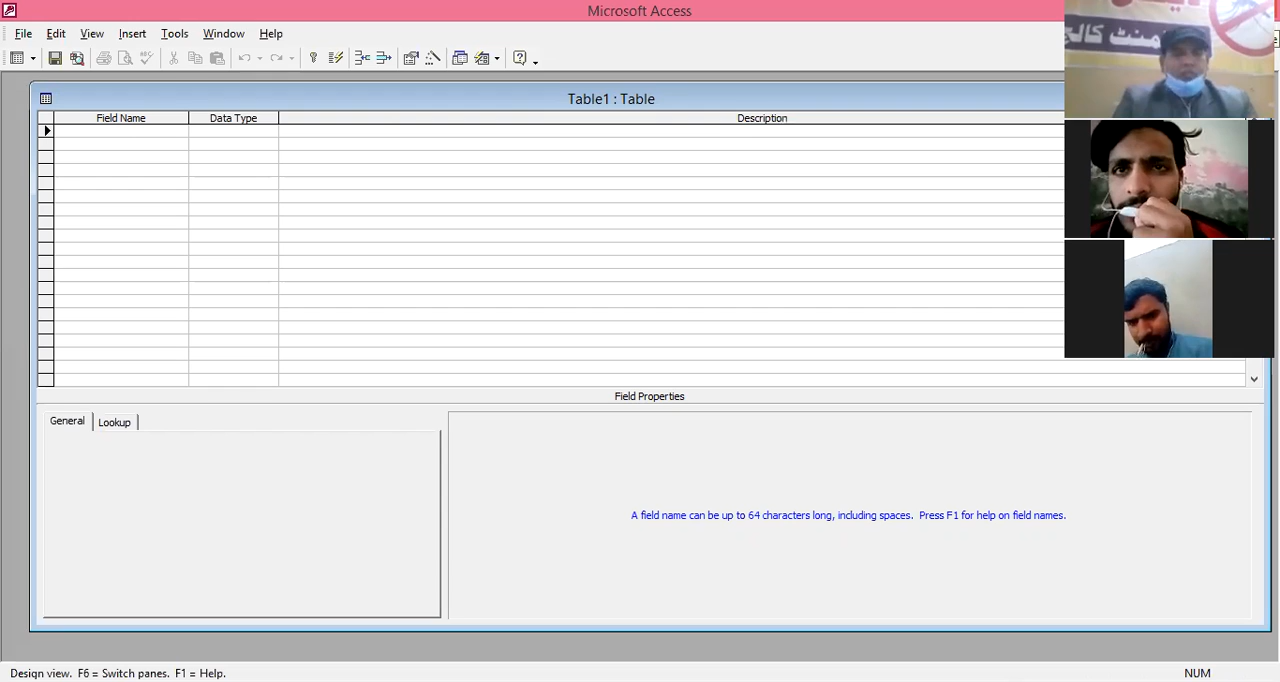 Microsoft Access
File Edit View Insert Tools Window Help
Table1 : Table
Field Name Data Type Description
Field Properties
General Lookup
A field name can be up to 64 characters long, including spaces. Press F1 for help on field names.
Design view. F6 = Switch panes. F1 = Help.
NUM